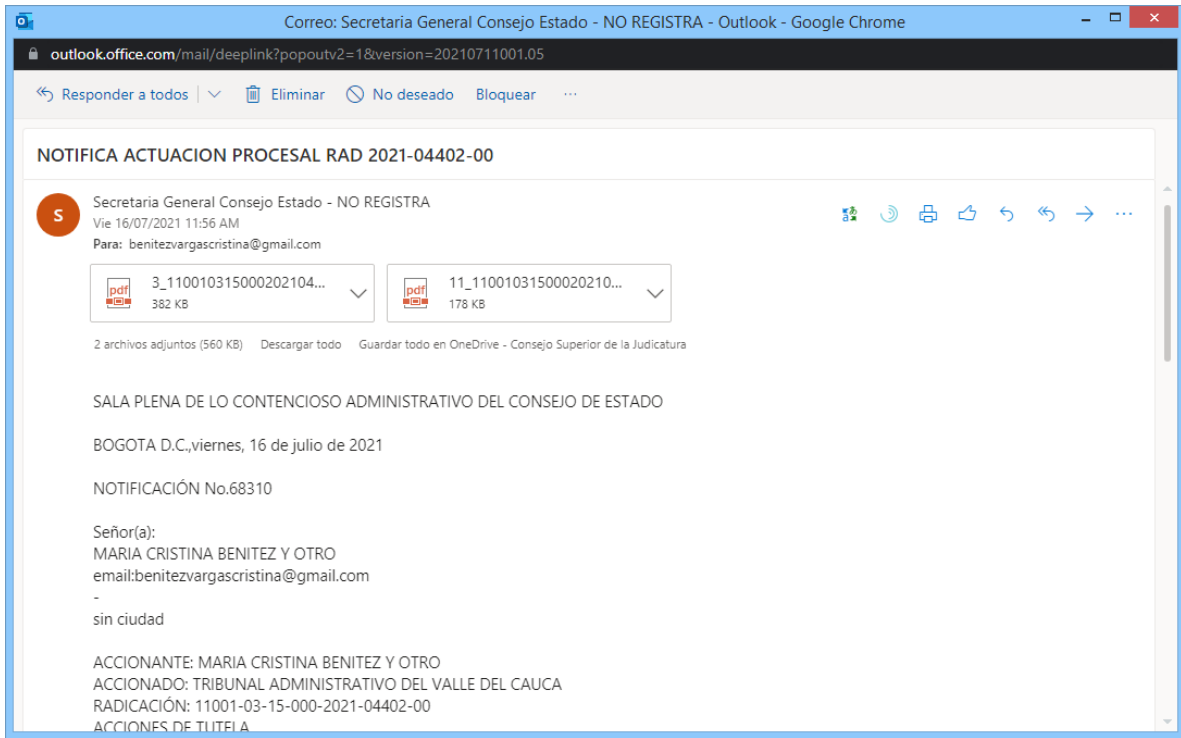 Correo: Secretaria General Consejo Estado - NO REGISTRA - Outlook - Google Chrome
outlook.office.com/mail/deeplink?popoutv2=1&version=20210711001.05
Responder a todos Eliminar No deseado Bloquear ...
NOTIFICA ACTUACION PROCESAL RAD 2021-04402-00
S
Secretaria General Consejo Estado - NO REGISTRA
Vie 16/07/2021 11:56 AM
Para: benitezvargascristina@gmail.com
pdf 3_110010315000202104... 382 KB
pdf 11_11001031500020210... 178 KB
2 archivos adjuntos (560 KB) Descargar todo Guardar todo en OneDrive - Consejo Superior de la Judicatura
SALA PLENA DE LO CONTENCIOSO ADMINISTRATIVO DEL CONSEJO DE ESTADO
BOGOTA D.C.,viernes, 16 de julio de 2021
NOTIFICACIÓN No.68310
Señor(a):
MARIA CRISTINA BENITEZ Y OTRO
email:benitezvargascristina@gmail.com
-
sin ciudad
ACCIONANTE: MARIA CRISTINA BENITEZ Y OTRO
ACCIONADO: TRIBUNAL ADMINISTRATIVO DEL VALLE DEL CAUCA
RADICACIÓN: 11001-03-15-000-2021-04402-00
ACCIONES DE TUTELA